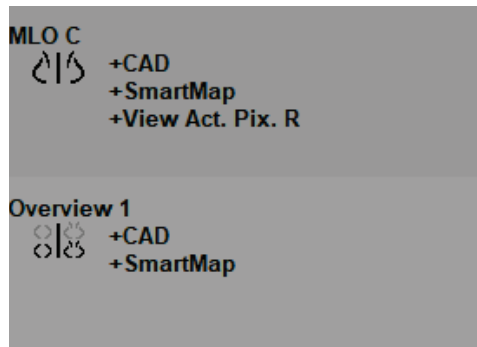 MLO C
+CAD
+SmartMap
+View Act. Pix. R
Overview 1
+CAD
+SmartMap